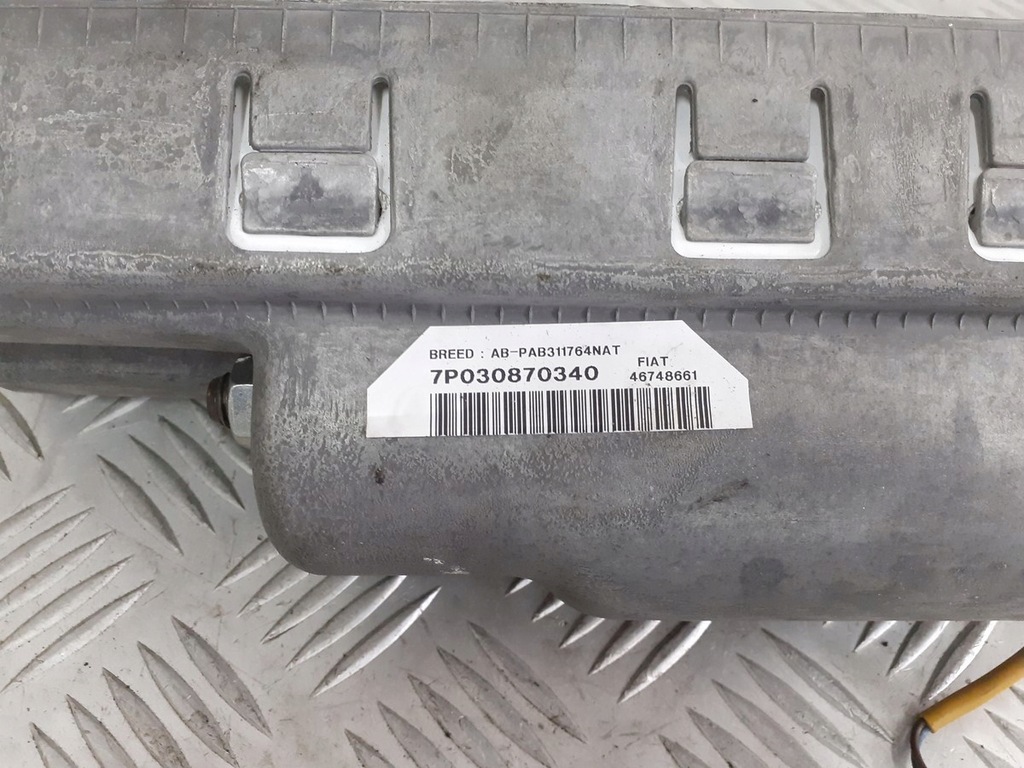 BREED : AB-PAB311764NAT
7P030870340 FIAT
46748661